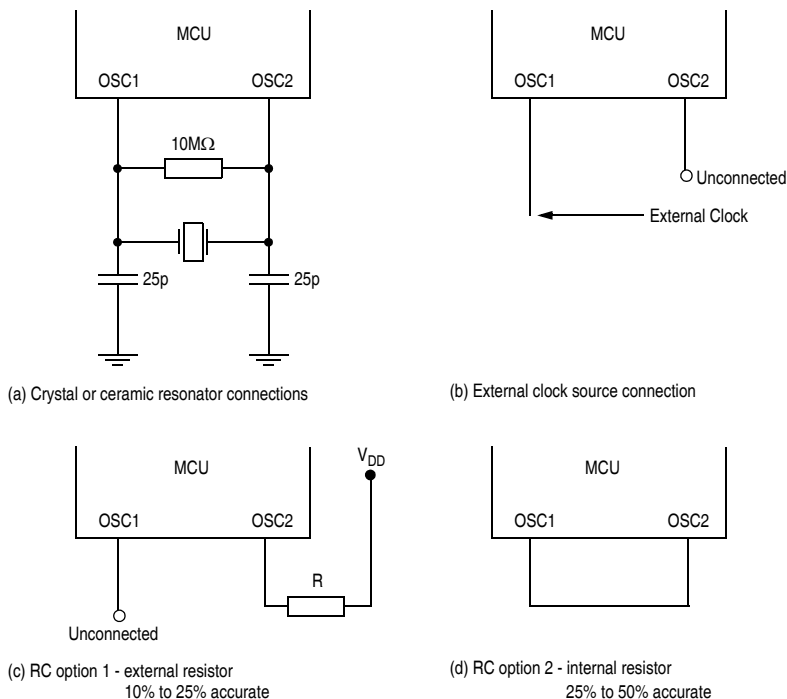 MCU
OSC1 OSC2
10MΩ
25p 25p
(a) Crystal or ceramic resonator connections
MCU
OSC1 OSC2
Unconnected
External Clock
(b) External clock source connection
MCU
VDD
OSC1 OSC2
R
Unconnected
(c) RC option 1 - external resistor
10% to 25% accurate
MCU
OSC1 OSC2
(d) RC option 2 - internal resistor
25% to 50% accurate